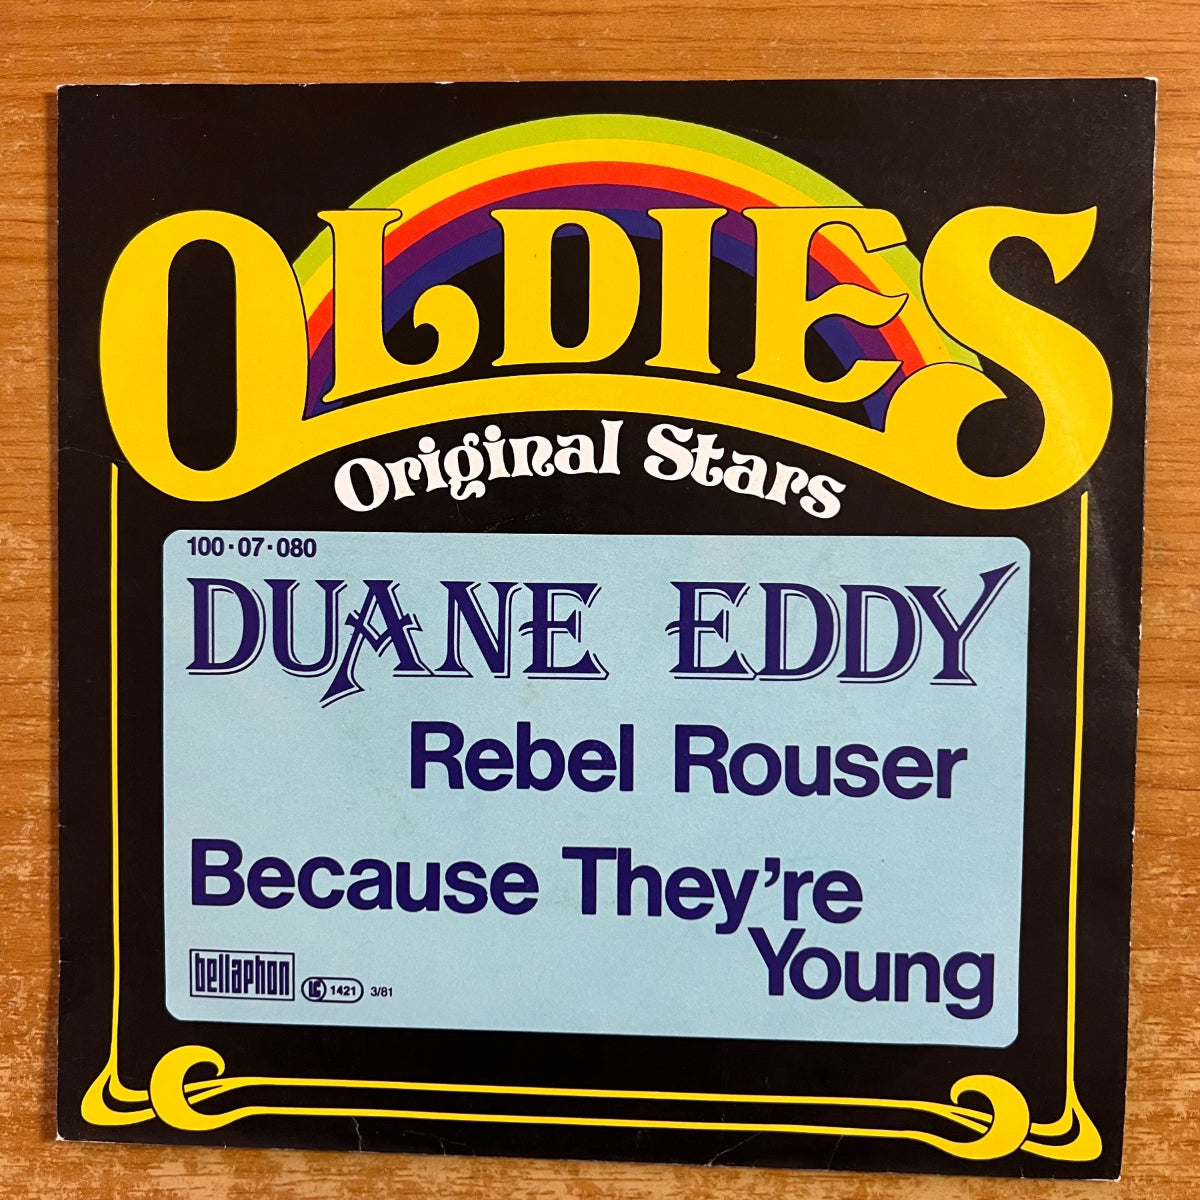 OLDIES
Original Stars
100·07·080
DUANE EDDY
Rebel Rouser
Because They're
Young
bellaphon LC 1421 3/81